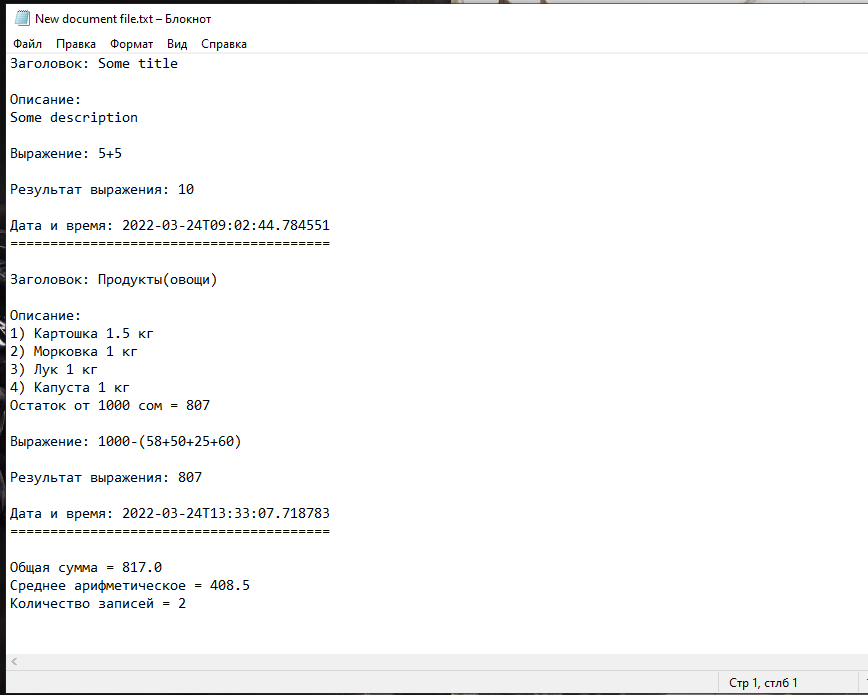 New document file.txt – Блокнот
Файл Правка Формат Вид Справка
Заголовок: Some title
Описание:
Some description
Выражение: 5+5
Результат выражения: 10
Дата и время: 2022-03-24T09:02:44.784551
========================================
Заголовок: Продукты(овощи)
Описание:
1) Картошка 1.5 кг
2) Морковка 1 кг
3) Лук 1 кг
4) Капуста 1 кг
Остаток от 1000 сом = 807
Выражение: 1000-(58+50+25+60)
Результат выражения: 807
Дата и время: 2022-03-24T13:33:07.718783
========================================
Общая сумма = 817.0
Среднее арифметическое = 408.5
Количество записей = 2
Стр 1, стлб 1